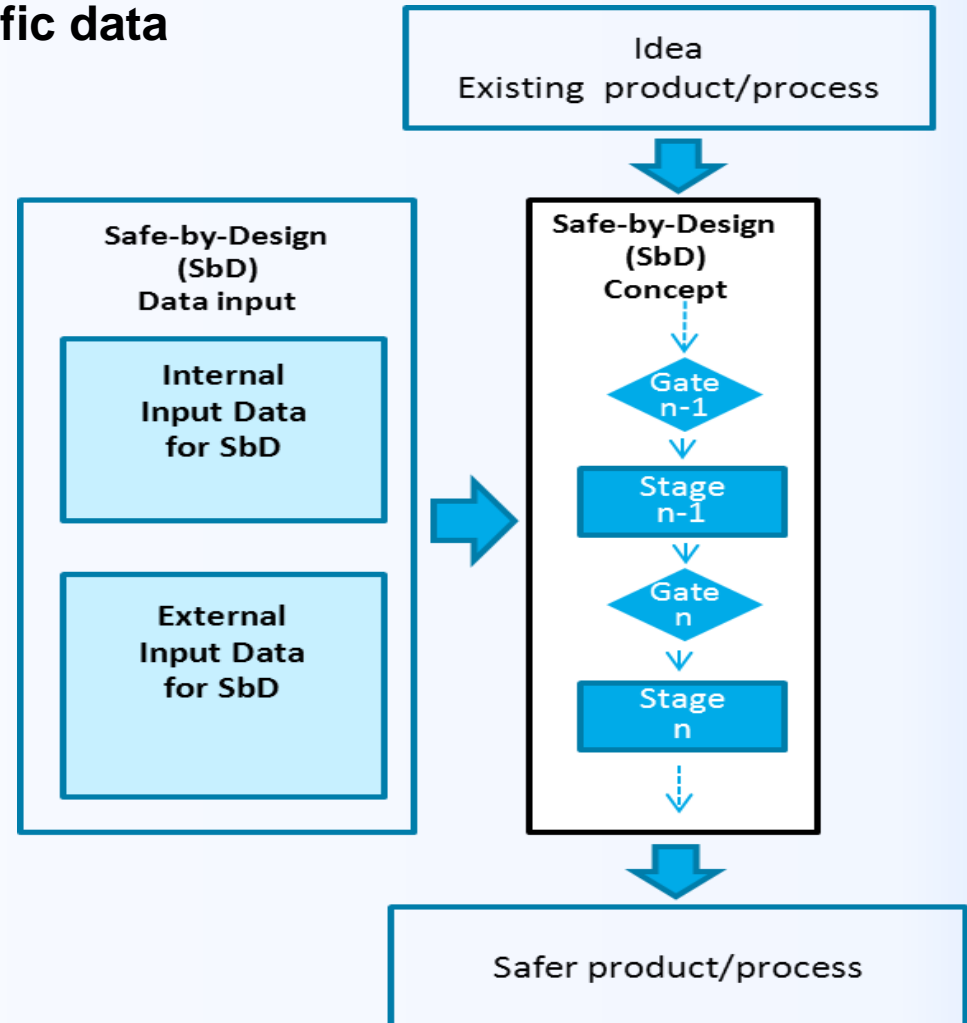 fic data
Idea
Existing product/process
Safe-by-Design
(SbD)
Data input
Internal
Input Data
for SbD
External
Input Data
for SbD
Safe-by-Design
(SbD)
Concept
Gate
n-1
Stage
n-1
Gate
n
Stage
n
Safer product/process